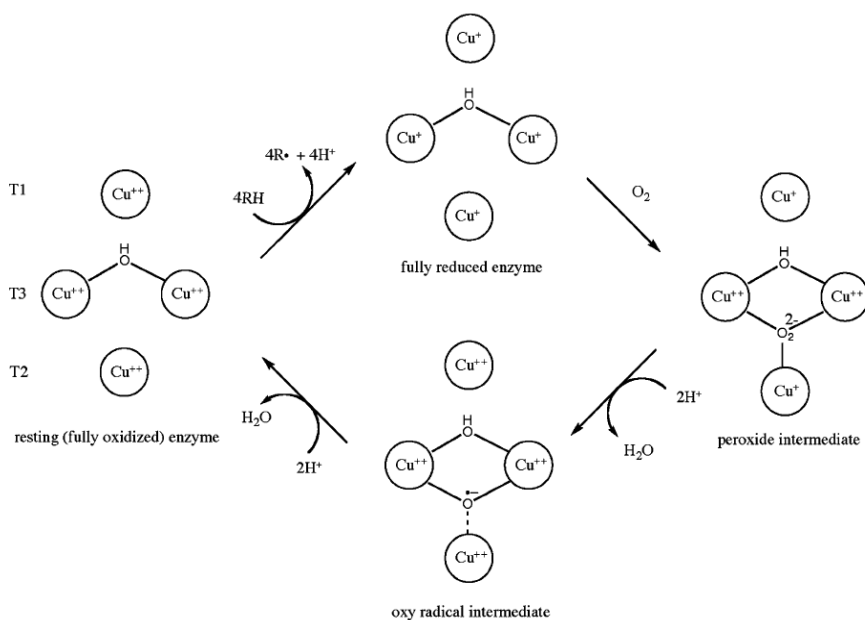 Cu⁺
H
O
Cu⁺ Cu⁺
Cu⁺
fully reduced enzyme
4R• + 4H⁺
4RH
O₂
T1
Cu⁺⁺
H
O
T3
Cu⁺⁺ Cu⁺⁺
T2
Cu⁺⁺
resting (fully oxidized) enzyme
Cu⁺
H
O
Cu⁺⁺ Cu⁺⁺
O₂²⁻
Cu⁺
peroxide intermediate
2H⁺
H₂O
Cu⁺⁺
H
O
Cu⁺⁺ Cu⁺⁺
O•−
Cu⁺⁺
oxy radical intermediate
H₂O
2H⁺